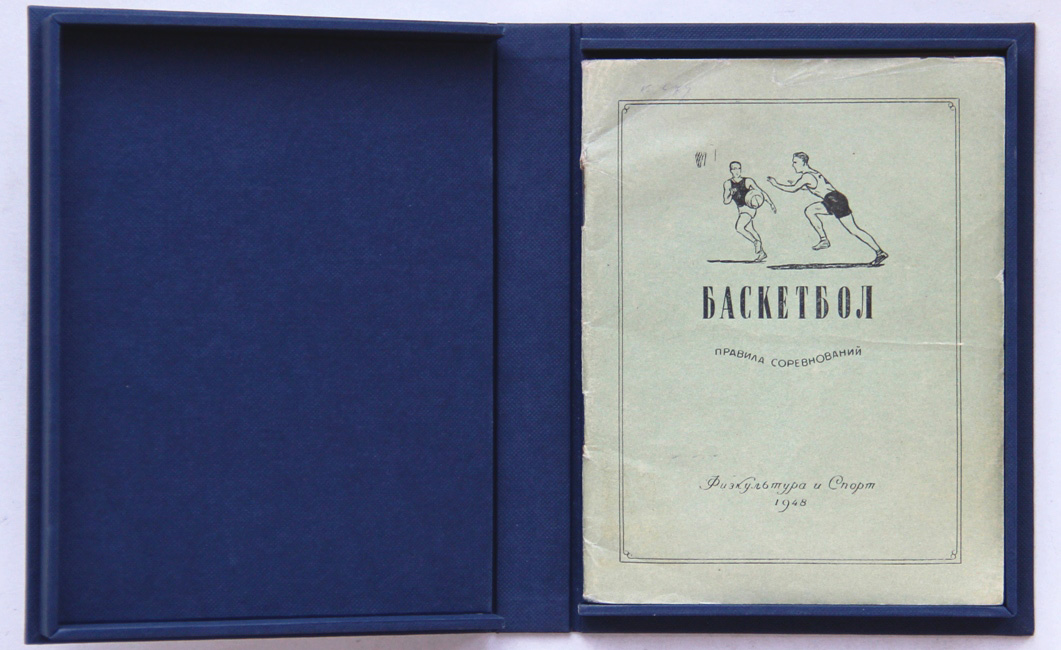 БАСКЕТБОЛ
ПРАВИЛА СОРЕВНОВАНИЙ
Физкультура и Спорт
1948